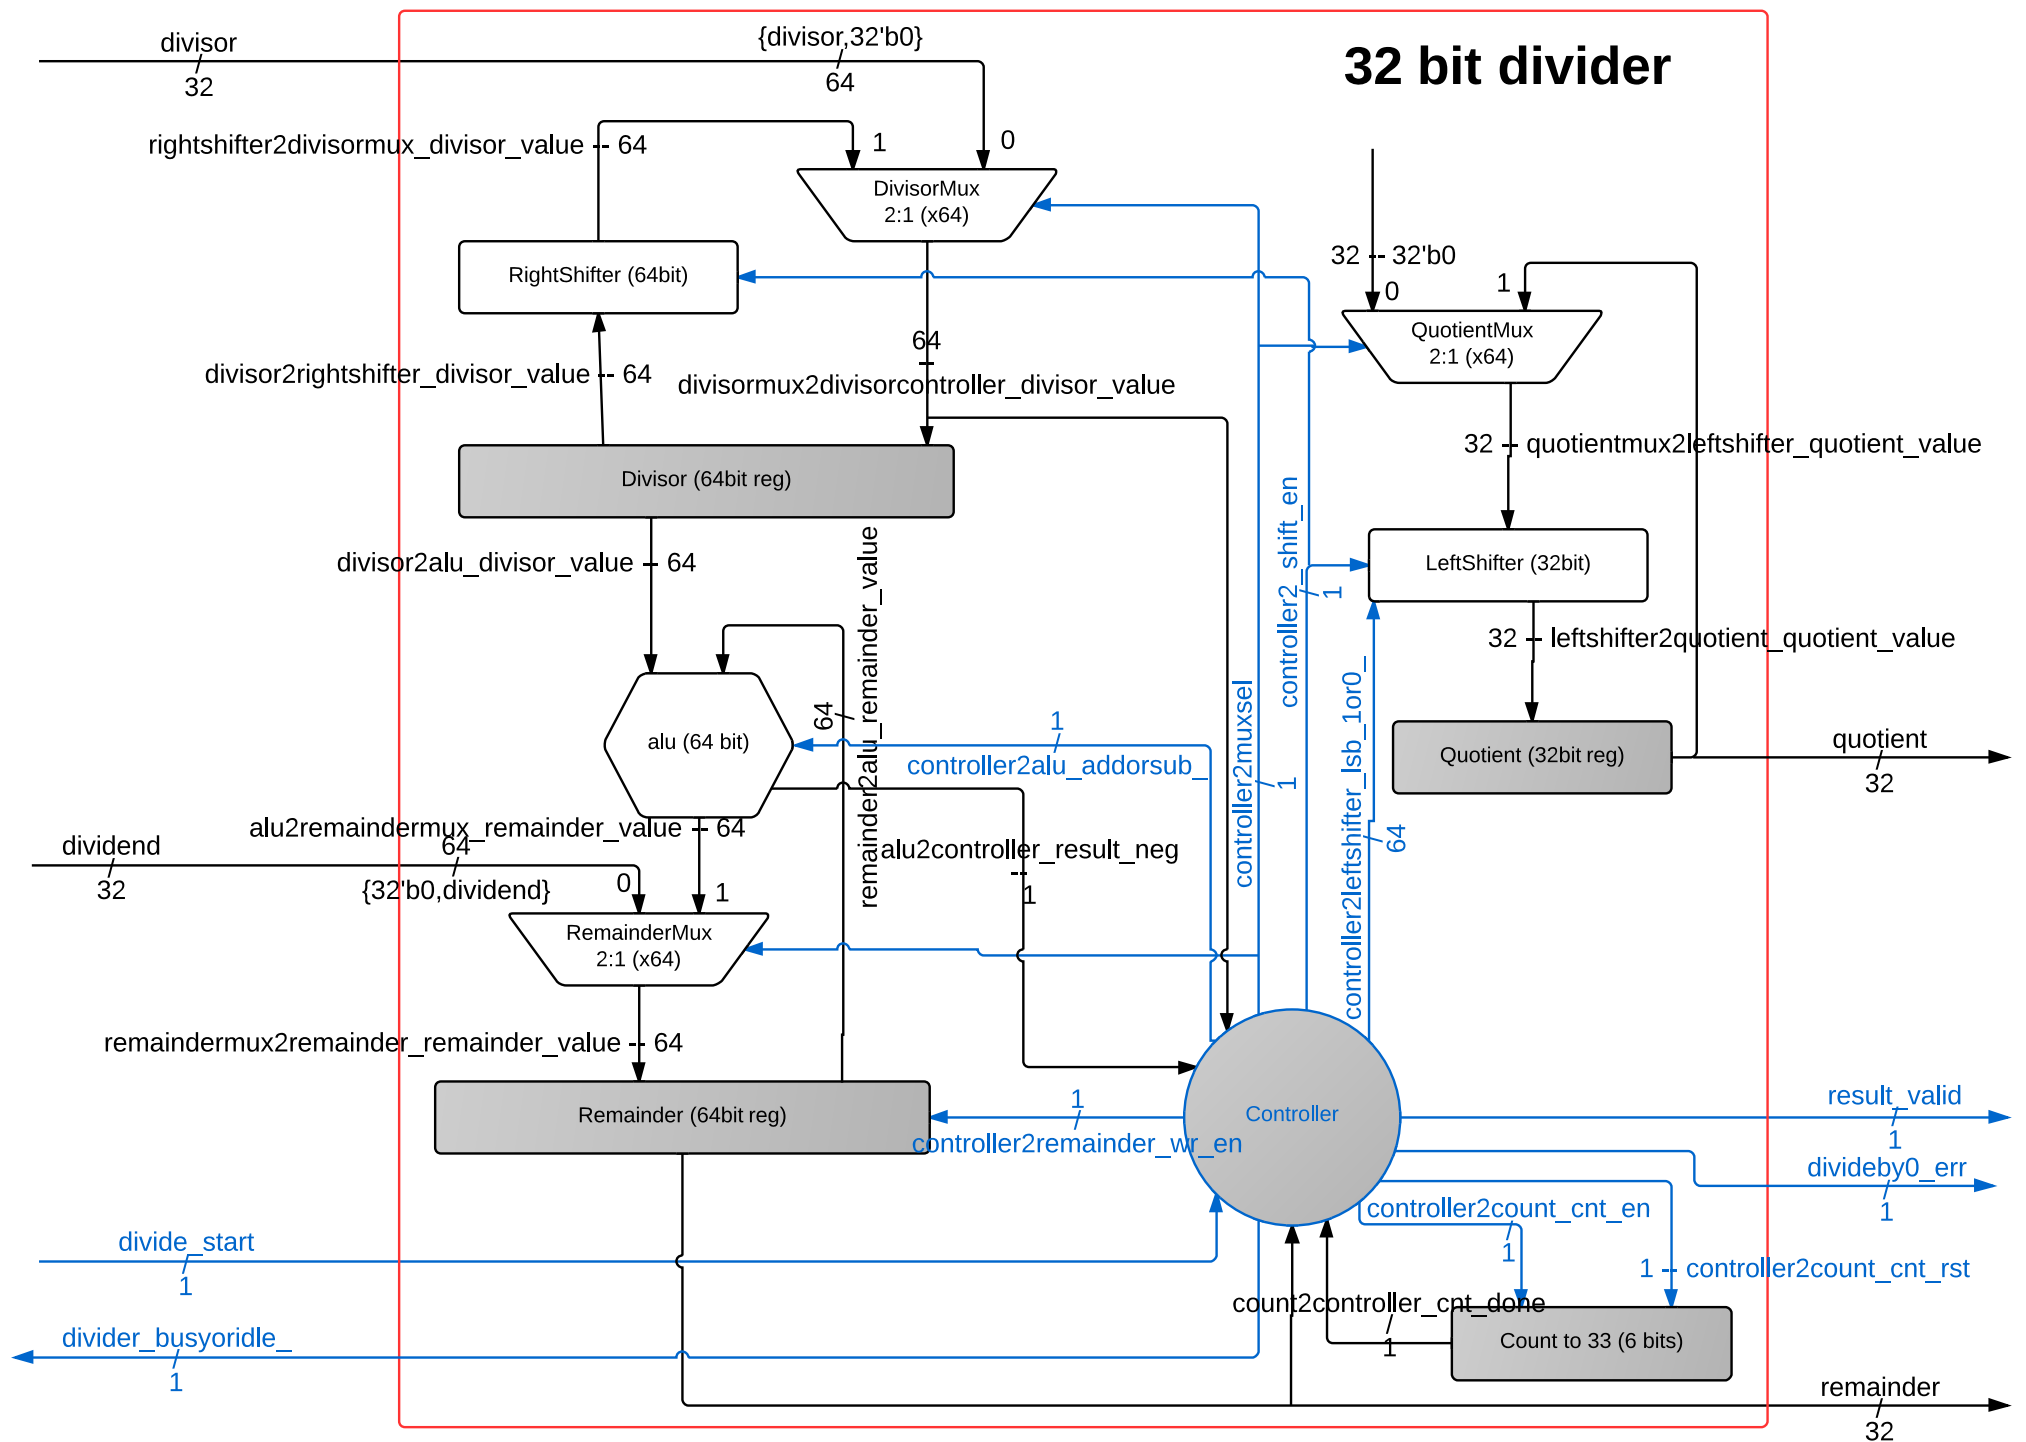 divisor
32
{divisor,32'b0}
64
32 bit divider
rightshifter2divisormux_divisor_value
64
1
0
DivisorMux
2:1 (x64)
RightShifter (64bit)
32
32'b0
0
1
QuotientMux
2:1 (x64)
divisor2rightshifter_divisor_value
64
64
divisormux2divisorcontroller_divisor_value
32
quotientmux2leftshifter_quotient_value
Divisor (64bit reg)
divisor2alu_divisor_value
64
remainder2alu_remainder_value
64
controller2_shift_en
1
LeftShifter (32bit)
32
leftshifter2quotient_quotient_value
alu (64 bit)
1
controller2alu_addorsub_
controller2muxsel
1
controller2leftshifter_lsb_1or0_
64
Quotient (32bit reg)
quotient
32
alu2remaindermux_remainder_value
64
dividend
32
64
{32'b0,dividend}
0
1
alu2controller_result_neg
1
RemainderMux
2:1 (x64)
remaindermux2remainder_remainder_value
64
Remainder (64bit reg)
1
controller2remainder_wr_en
Controller
result_valid
1
divideby0_err
1
controller2count_cnt_en
1
1
controller2count_cnt_rst
divide_start
1
count2controller_cnt_done
1
Count to 33 (6 bits)
divider_busyoridle_
1
remainder
32